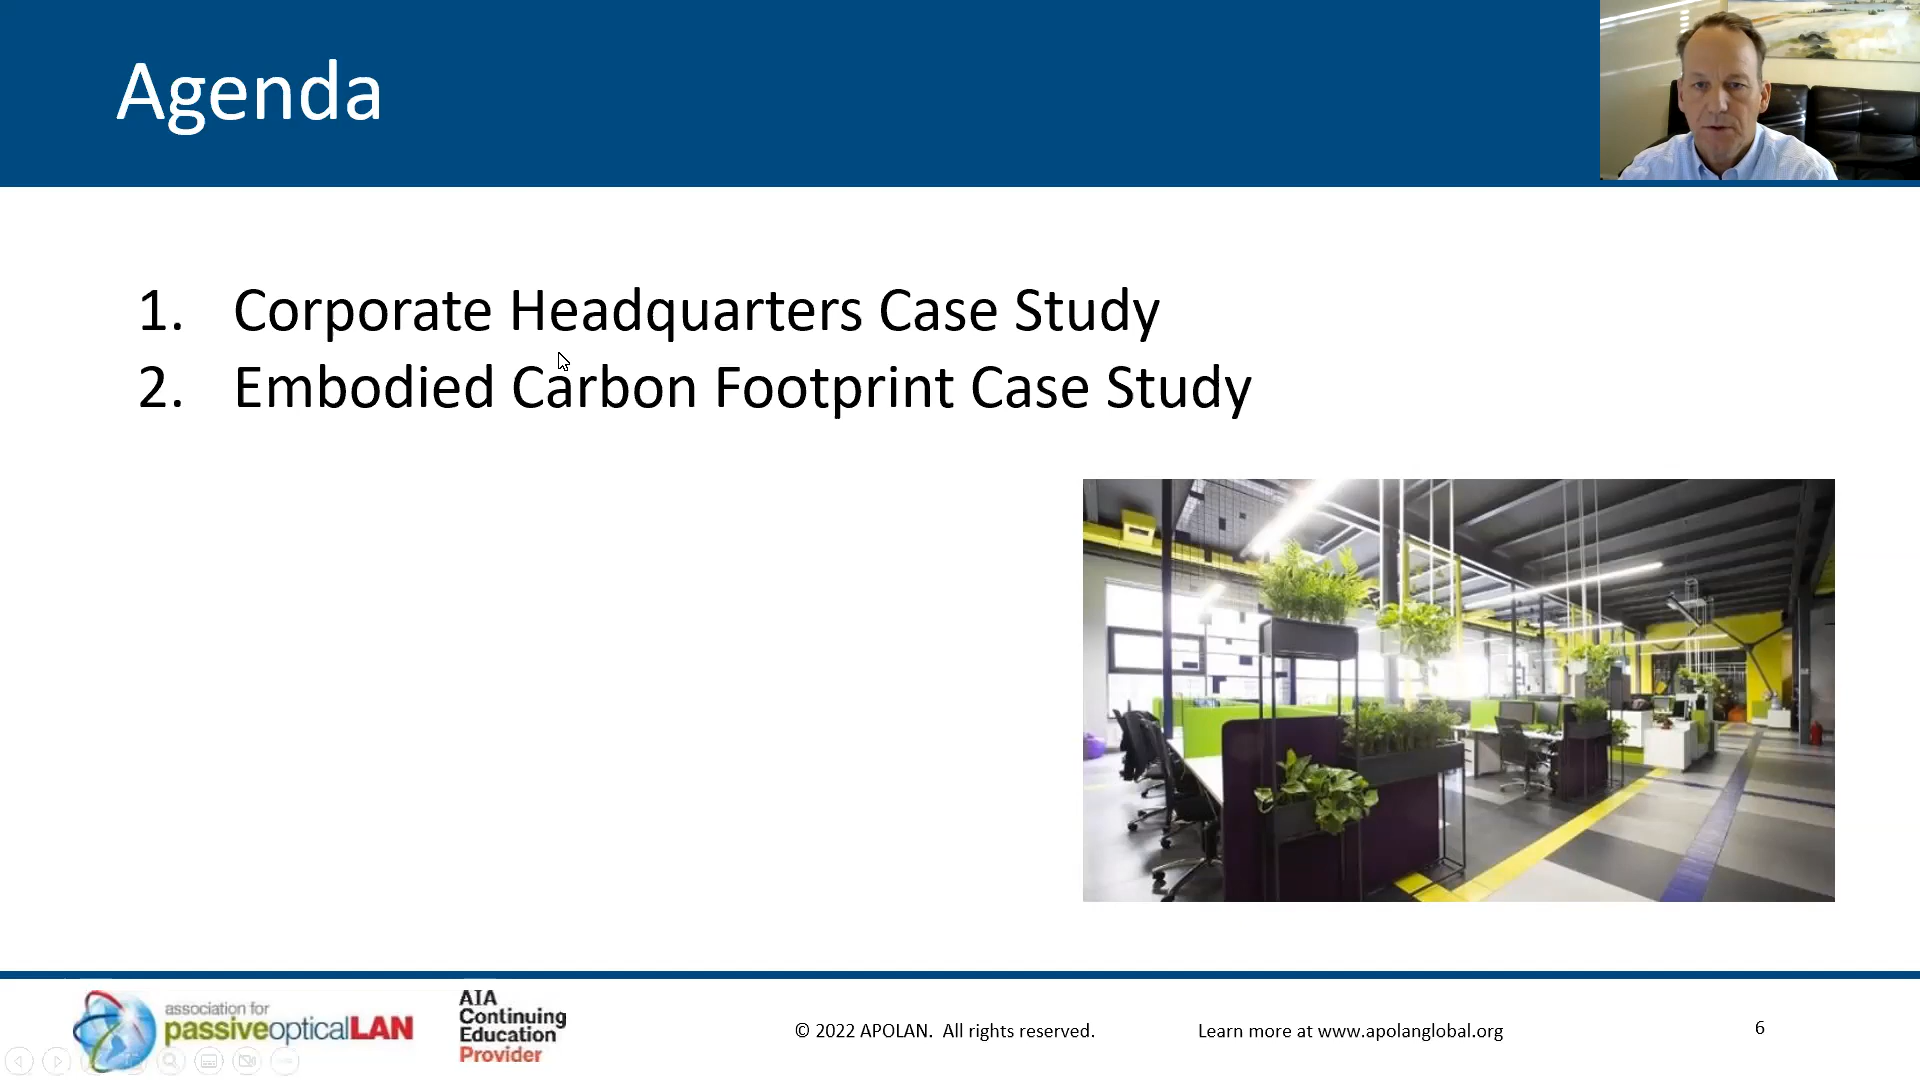 Agenda
1. Corporate Headquarters Case Study
2. Embodied Carbon Footprint Case Study
association for
passiveopticalLAN
AIA
Continuing
Education
Provider
© 2022 APOLAN. All rights reserved.
Learn more at www.apolanglobal.org
6